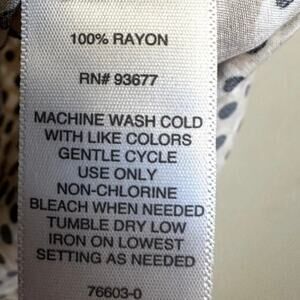 100% RAYON
RN# 93677
MACHINE WASH COLD
WITH LIKE COLORS
GENTLE CYCLE
USE ONLY
NON-CHLORINE
BLEACH WHEN NEEDED
TUMBLE DRY LOW
IRON ON LOWEST
SETTING AS NEEDED
76603-0